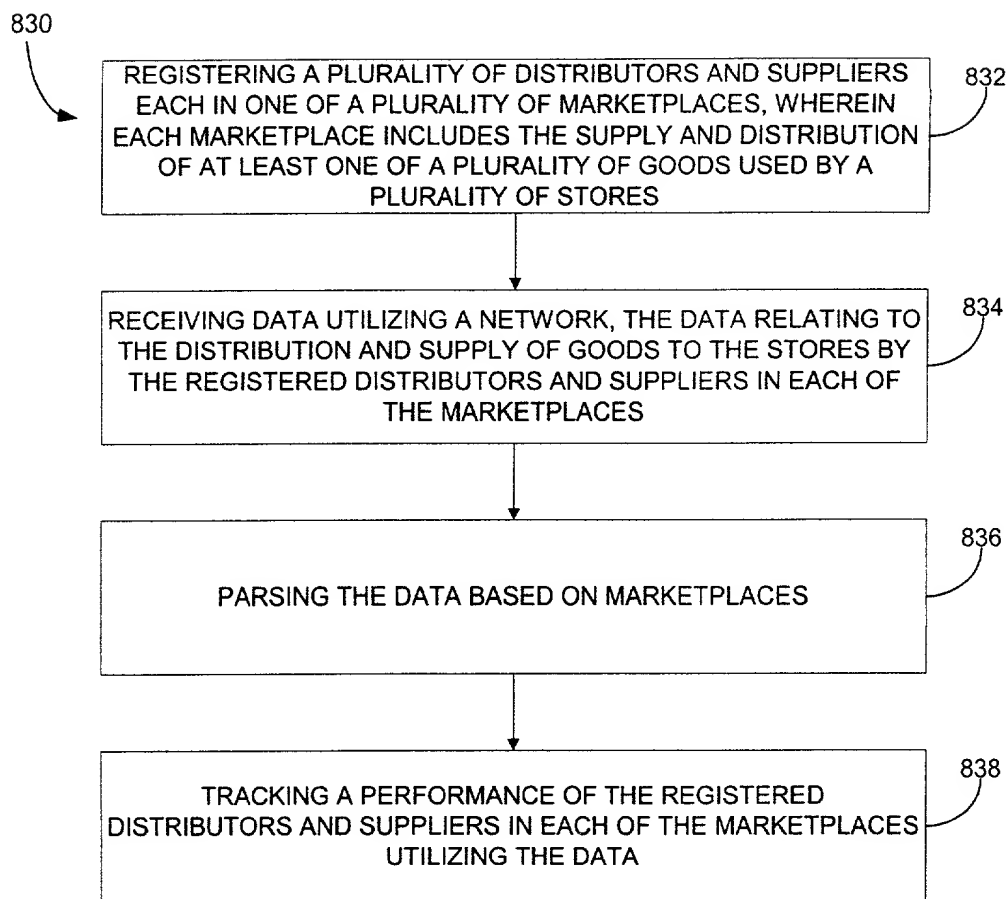 830
REGISTERING A PLURALITY OF DISTRIBUTORS AND SUPPLIERS
EACH IN ONE OF A PLURALITY OF MARKETPLACES, WHEREIN
EACH MARKETPLACE INCLUDES THE SUPPLY AND DISTRIBUTION
OF AT LEAST ONE OF A PLURALITY OF GOODS USED BY A
PLURALITY OF STORES
832
RECEIVING DATA UTILIZING A NETWORK, THE DATA RELATING TO
THE DISTRIBUTION AND SUPPLY OF GOODS TO THE STORES BY
THE REGISTERED DISTRIBUTORS AND SUPPLIERS IN EACH OF
THE MARKETPLACES
834
PARSING THE DATA BASED ON MARKETPLACES
836
TRACKING A PERFORMANCE OF THE REGISTERED
DISTRIBUTORS AND SUPPLIERS IN EACH OF THE MARKETPLACES
UTILIZING THE DATA
838